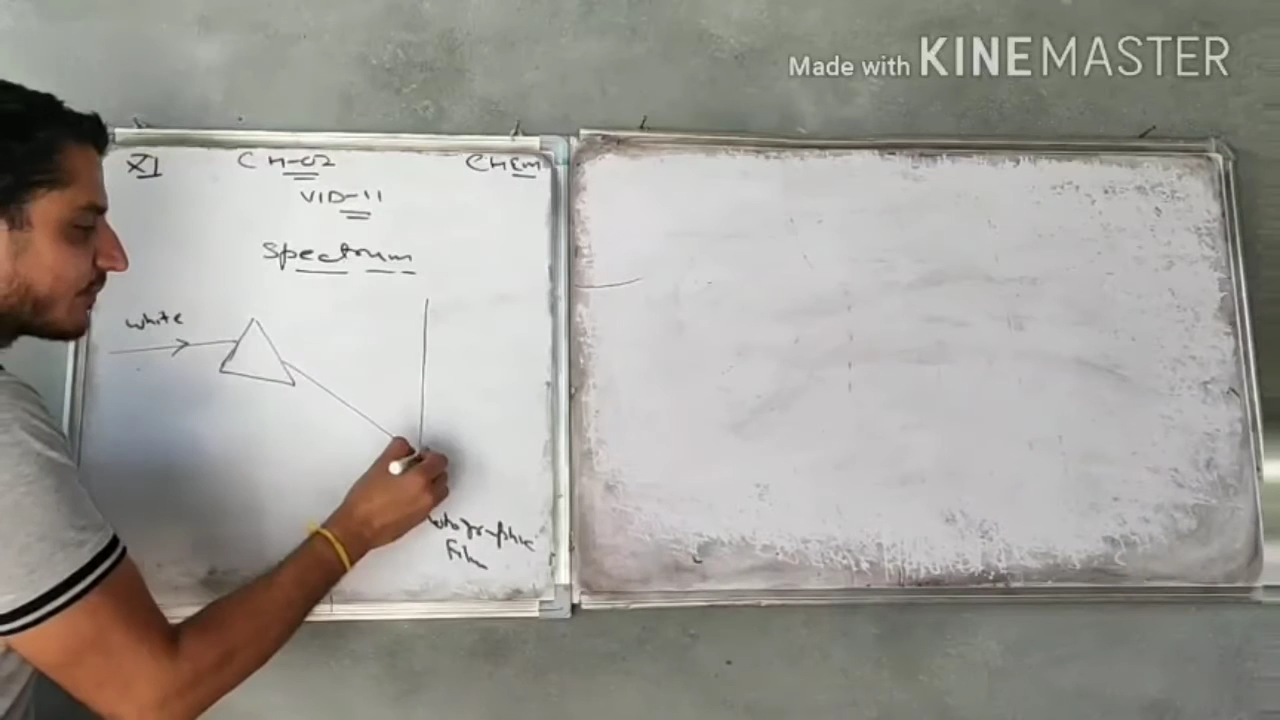 Made with KINEMASTER
XI CH-02 CHEM
VID-11
Spectrum
white
Film